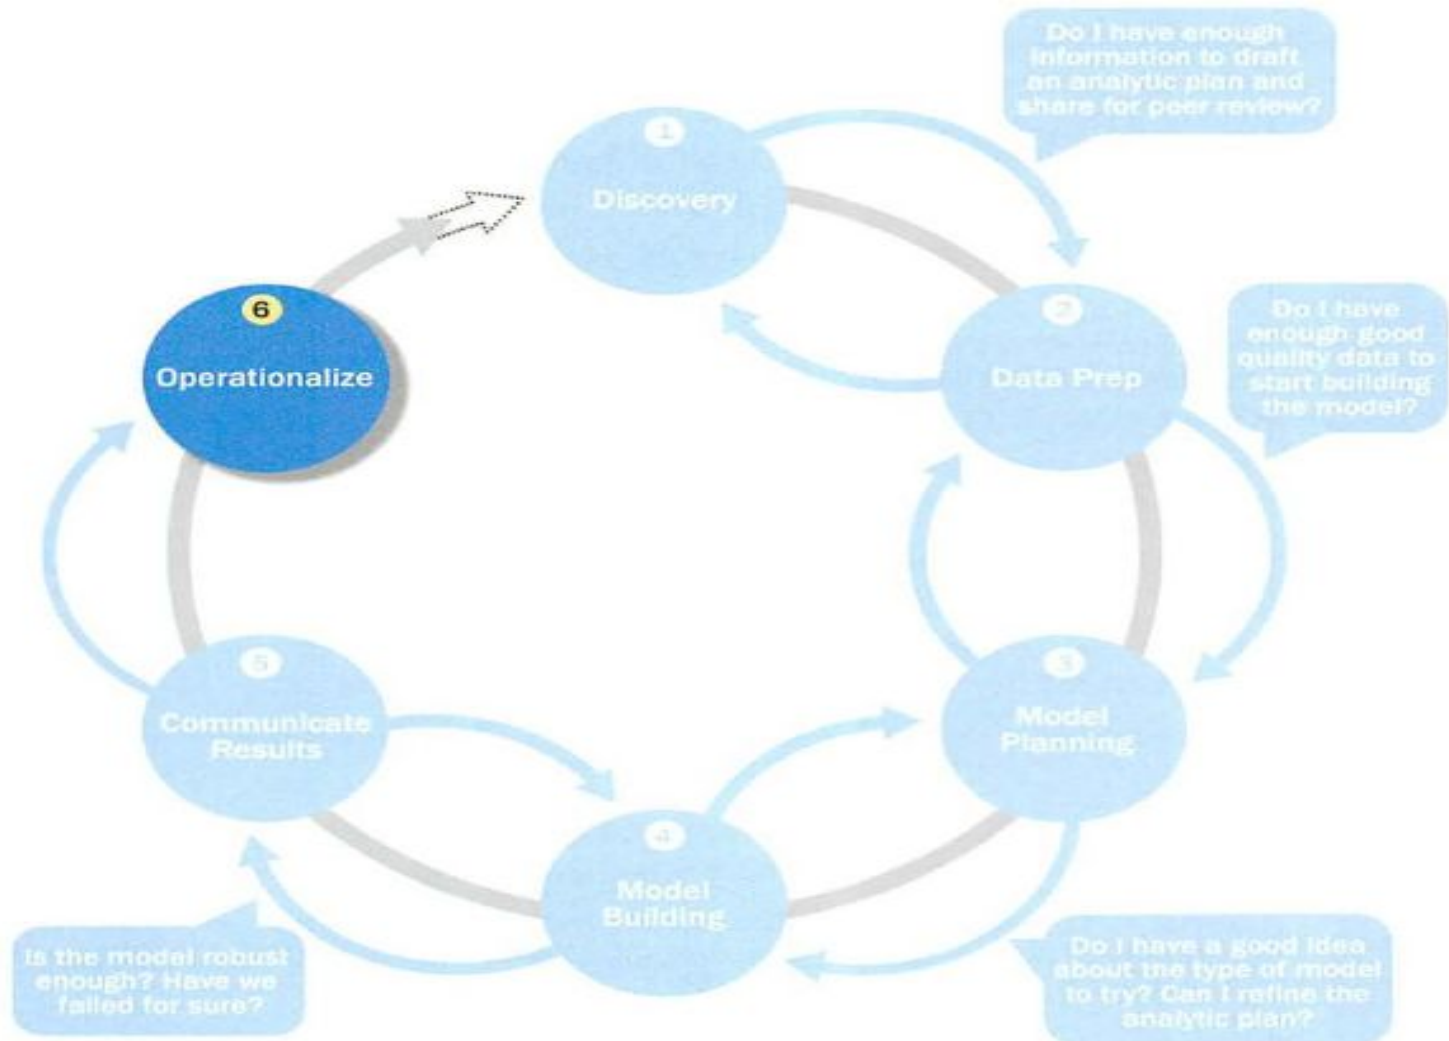 Do I have enough
information to draft
an analytic plan and
share for peer review?
1
Discovery
6
Operationalize
2
Data Prep
Do I have
enough good
quality data to
start building
the model?
5
Communicate
Results
3
Model
Planning
4
Model
Building
Is the model robust
enough? Have we
failed for sure?
Do I have a good idea
about the type of model
to try? Can I refine the
analytic plan?